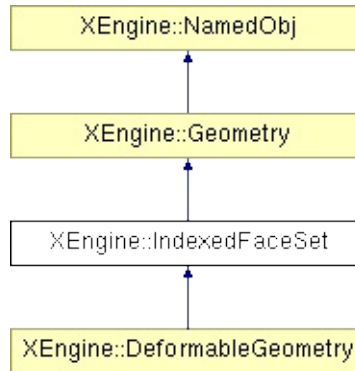 XEngine::NamedObj
XEngine::Geometry
XEngine::IndexedFaceSet
XEngine::DeformableGeometry